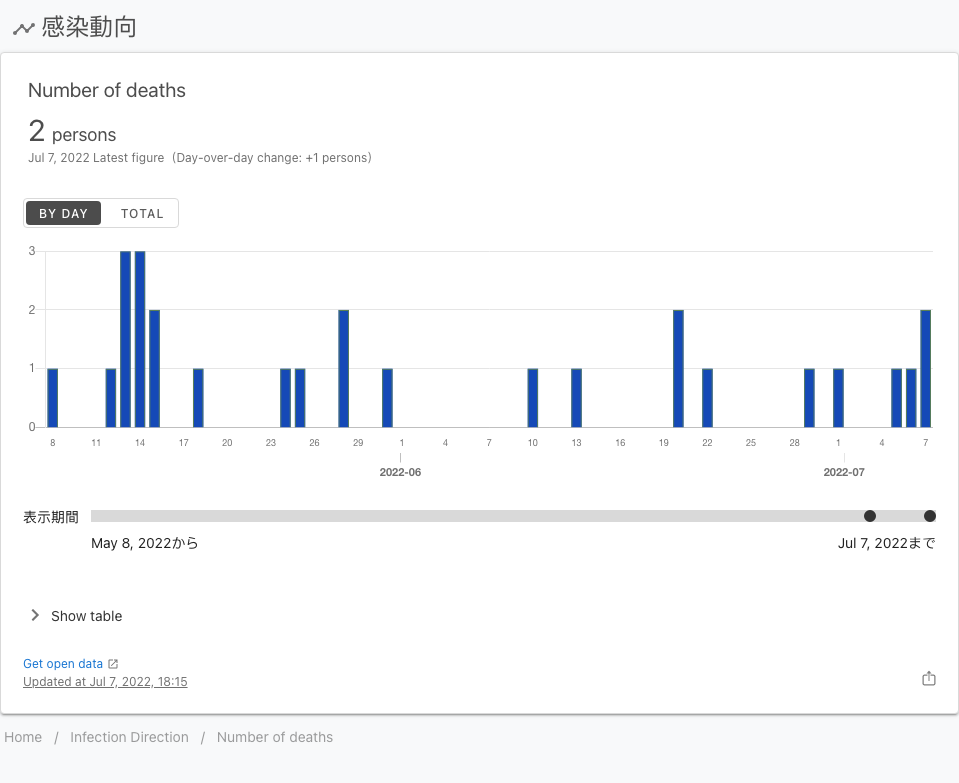 感染動向
Number of deaths
2 persons
Jul 7, 2022 Latest figure (Day-over-day change: +1 persons)
BY DAY TOTAL
3
2
1
0
8 11 14 17 20 23 26 29 1 4 7 10 13 16 19 22 25 28 1 4 7
2022-06 2022-07
表示期間
May 8, 2022から Jul 7, 2022まで
Show table
Get open data
Updated at Jul 7, 2022, 18:15
Home / Infection Direction / Number of deaths